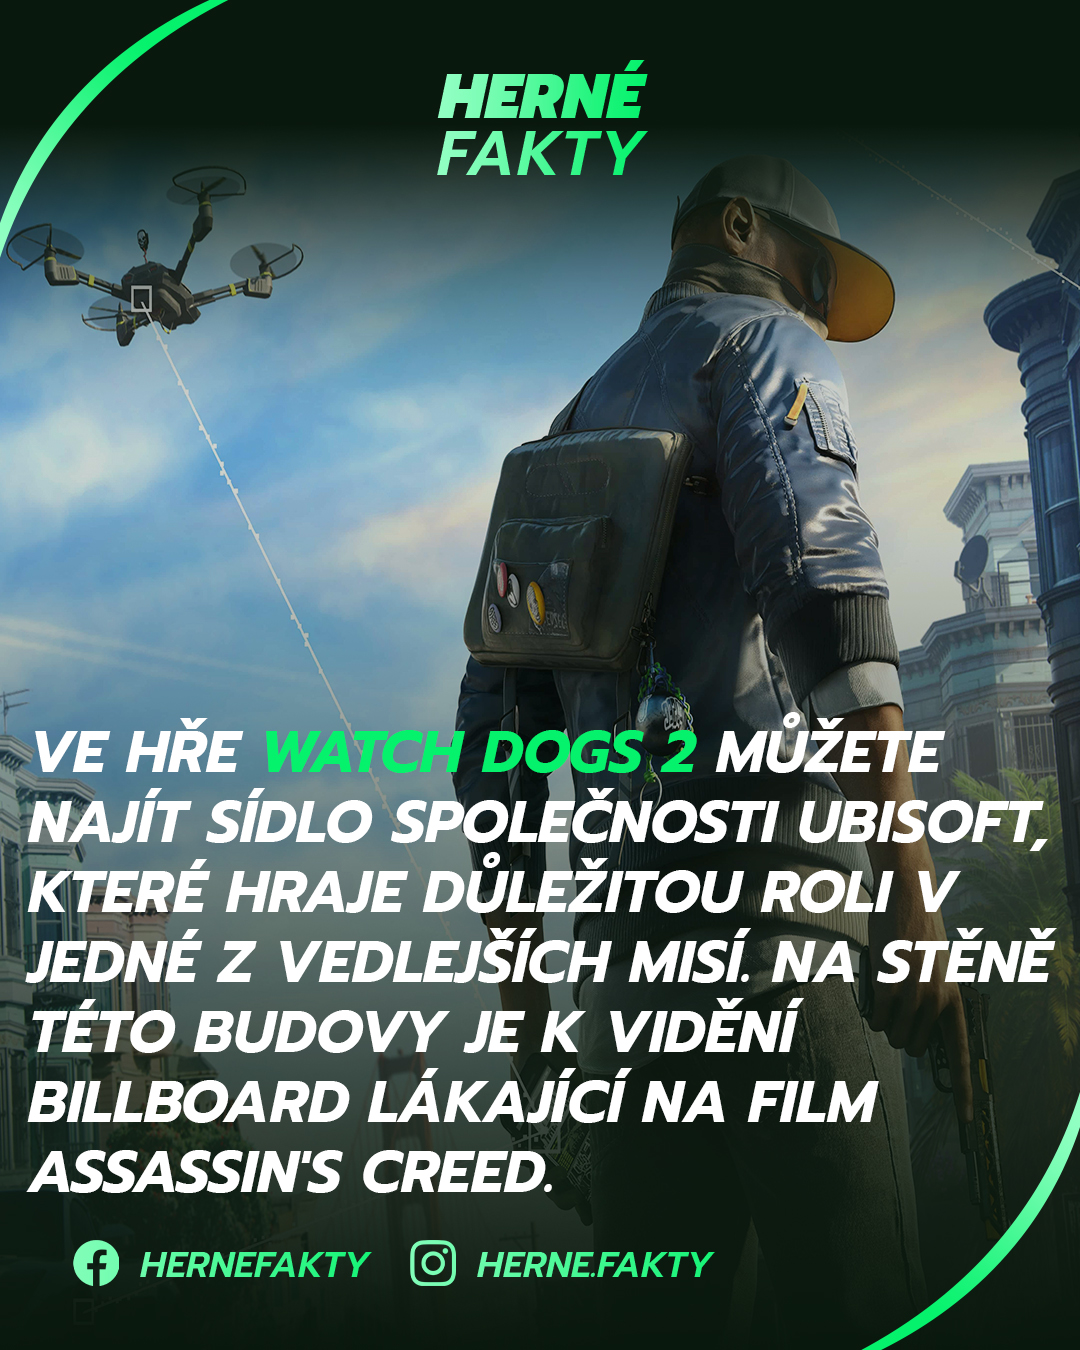 HERNÉ
FAKTY
VE HŘE WATCH DOGS 2 MŮŽETE
NAJÍT SÍDLO SPOLEČNOSTI UBISOFT,
KTERÉ HRAJE DŮLEŽITOU ROLI V
JEDNÉ Z VEDLEJŠÍCH MISÍ. NA STĚNĚ
TÉTO BUDOVY JE K VIDĚNÍ
BILLBOARD LÁKAJÍCÍ NA FILM
ASSASSIN'S CREED.
HERNEFAKTY HERNE.FAKTY